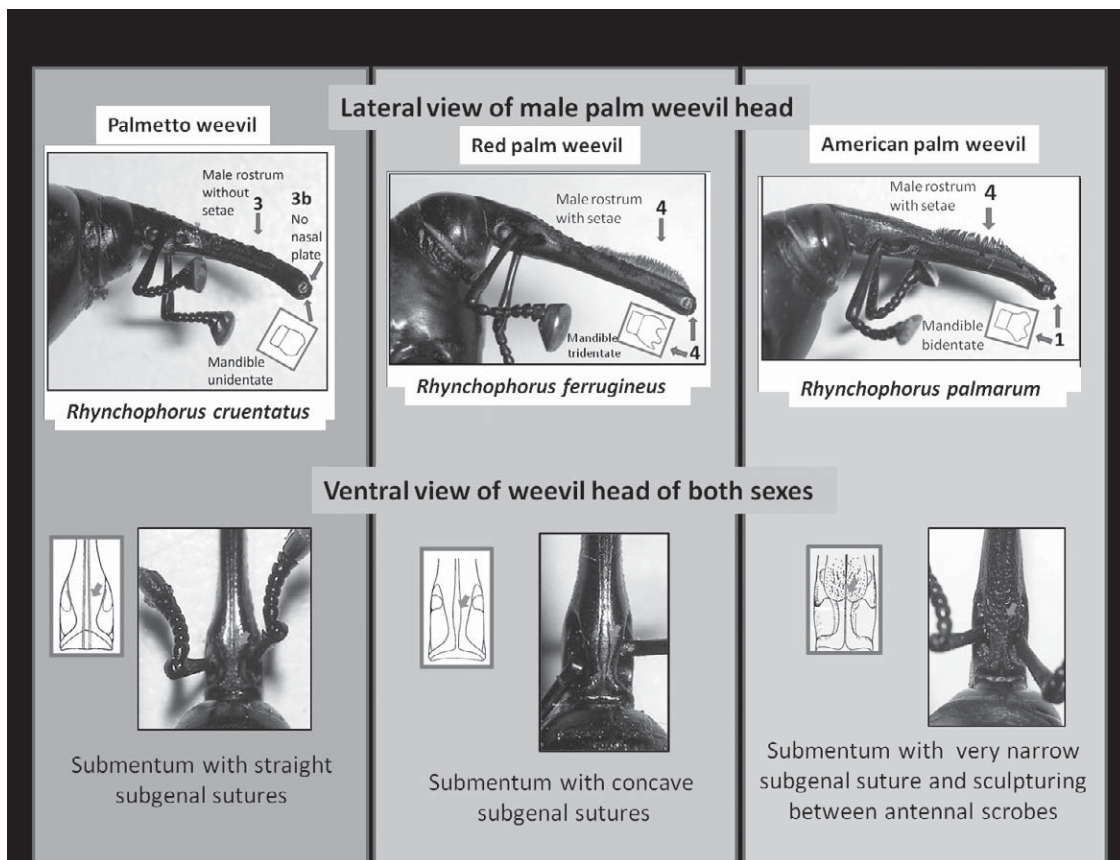 Lateral view of male palm weevil head
Palmetto weevil
Male rostrum
without
setae
3
3b
No
nasal
plate
Mandible
unidentate
Rhynchophorus cruentatus
Red palm weevil
Male rostrum
with setae
4
Mandible
tridentate
4
Rhynchophorus ferrugineus
American palm weevil
Male rostrum
with setae
4
Mandible
bidentate
1
Rhynchophorus palmarum
Ventral view of weevil head of both sexes
Submentum with straight
subgenal sutures
Submentum with concave
subgenal sutures
Submentum with very narrow
subgenal suture and sculpturing
between antennal scrobes